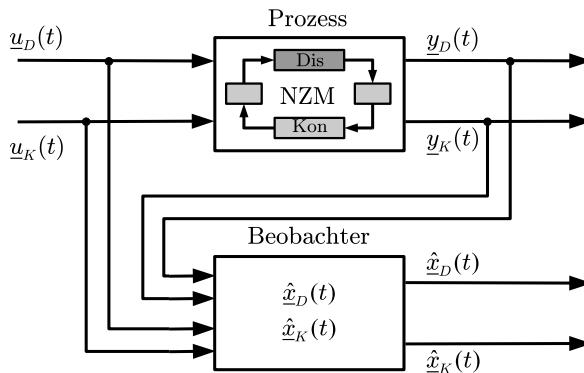 Prozess
u_D(t)
y_D(t)
Dis
NZM
Kon
u_K(t)
y_K(t)
Beobachter
x̂_D(t)
x̂_D(t)
x̂_K(t)
x̂_K(t)